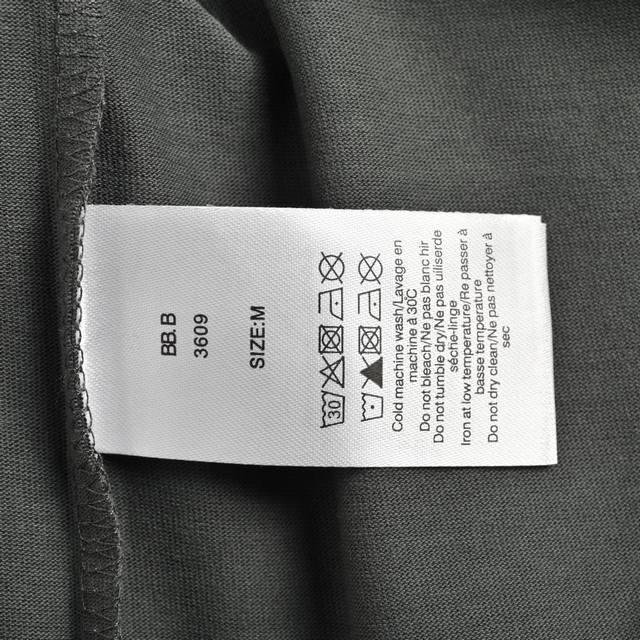 BB.B
3609
SIZE:M
30
Cold machine wash/Lavage en
machine à 30C
Do not bleach/Ne pas blanc hir
Do not tumble dry/Ne pas uiliserde
séche-linge
Iron at low temperature/Re passer à
basse temperature
Do not dry clean/Ne pas nettoyer à
sec